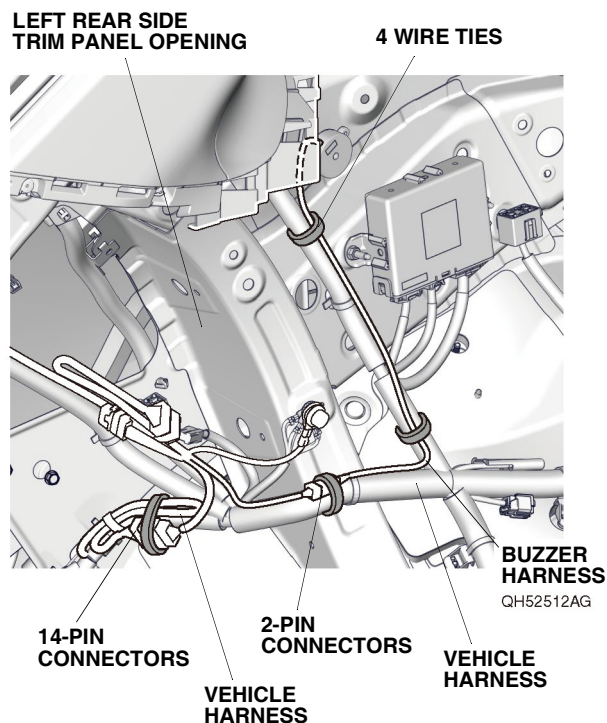 LEFT REAR SIDE
TRIM PANEL OPENING
4 WIRE TIES
BUZZER
HARNESS
QH52512AG
14-PIN
CONNECTORS
2-PIN
CONNECTORS
VEHICLE
HARNESS
VEHICLE
HARNESS